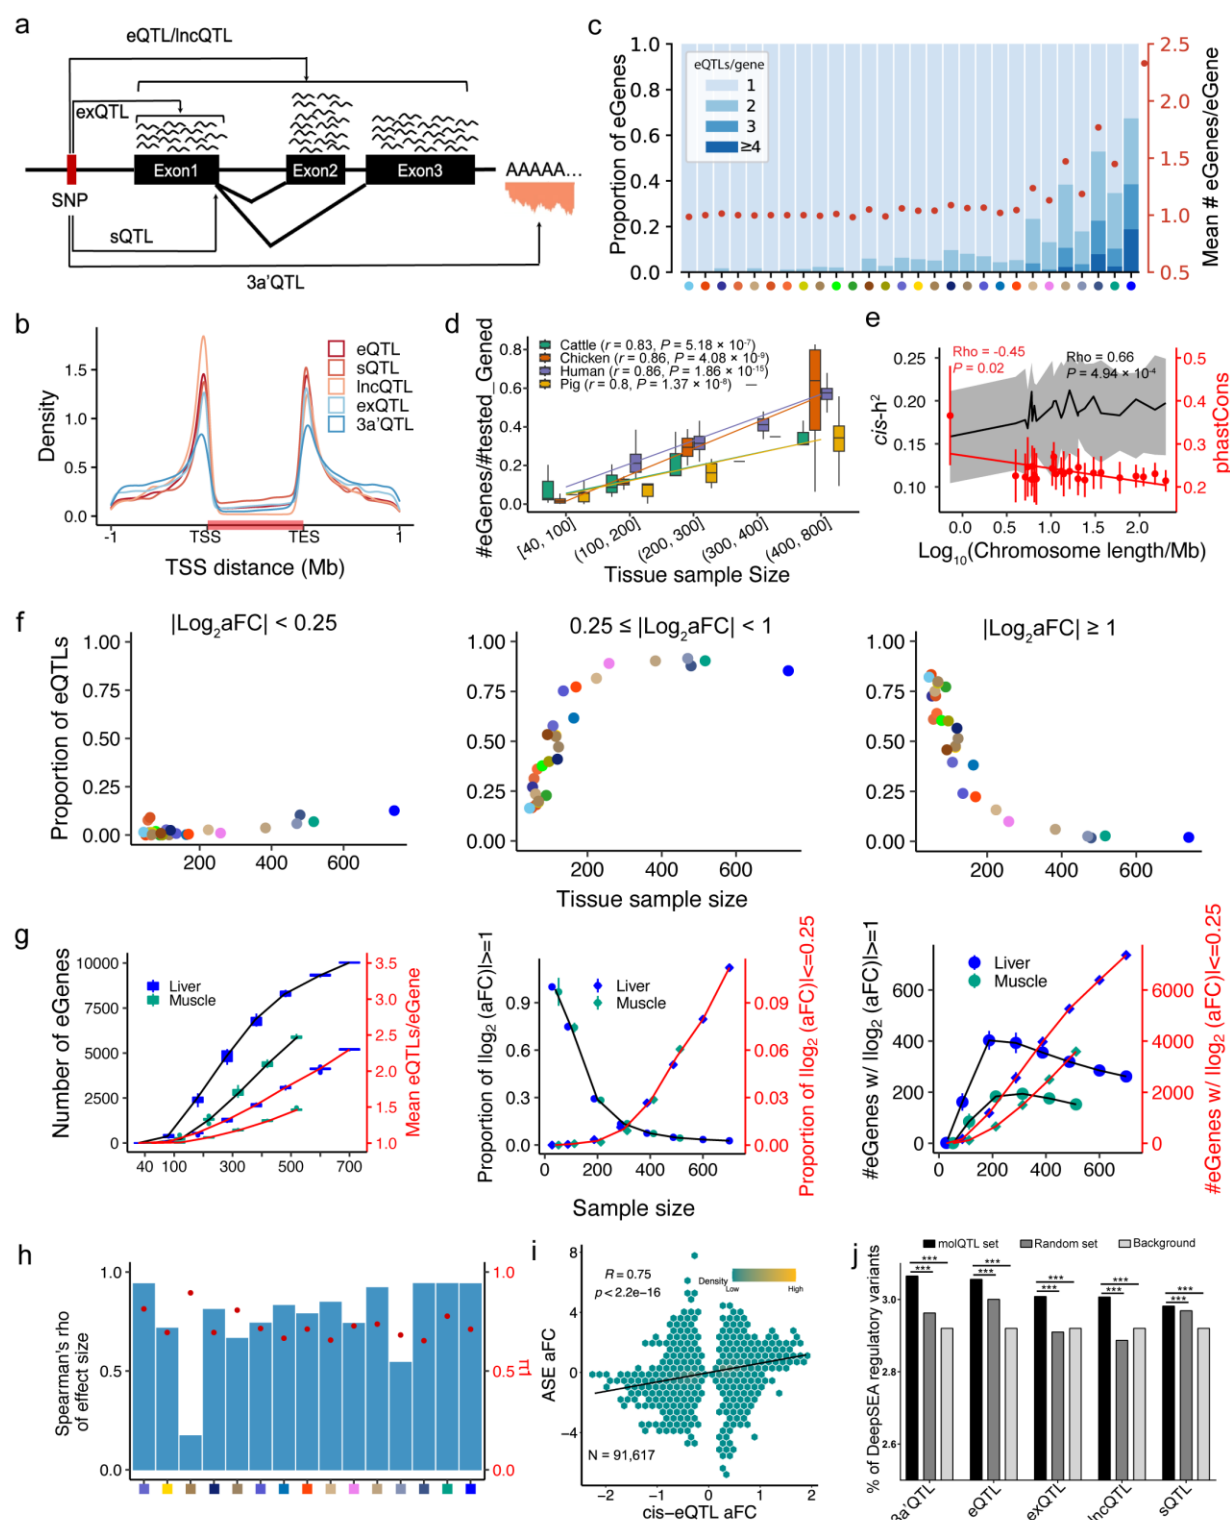 a
eQTL/lncQTL
exQTL
Exon1
Exon2
Exon3
AAAAA...
SNP
sQTL
3a'QTL
b
Density
2.0
1.5
1.0
0.5
0.0
eQTL
sQTL
lncQTL
exQTL
3a'QTL
-1
TSS
TES
1
TSS distance (Mb)
c
Proportion of eGenes
1.0
0.8
0.6
0.4
0.2
0.0
eQTLs/gene
1
2
3
≥4
2.5
2.0
1.5
1.0
0.5
Mean # eGenes/eGene
d
#eGenes/#tested_Gened
0.8
0.6
0.4
0.2
0.0
Cattle (r = 0.83, P = 5.18 × 10⁻⁷)
Chicken (r = 0.86, P = 4.08 × 10⁻⁹)
Human (r = 0.86, P = 1.86 × 10⁻¹⁵)
Pig (r = 0.8, P = 1.37 × 10⁻⁸)
[40, 100]
(100, 200]
(200, 300]
(300, 400]
(400, 800]
Tissue sample Size
e
cis-h²
0.25
0.20
0.15
0.10
Rho = -0.45
P = 0.02
Rho = 0.66
P = 4.94 × 10⁻⁴
0.5
0.4
0.3
0.2
phastCons
0.0
0.5
1.0
1.5
2.0
Log₁₀(Chromosome length/Mb)
f
|Log₂aFC| < 0.25
0.25 ≤ |Log₂aFC| < 1
|Log₂aFC| ≥ 1
Proportion of eQTLs
1.00
0.75
0.50
0.25
0.00
200
400
600
1.00
0.75
0.50
0.25
0.00
200
400
600
1.00
0.75
0.50
0.25
0.00
200
400
600
Tissue sample size
g
Number of eGenes
10000
7500
5000
2500
0
Liver
Muscle
3.5
3.0
2.5
2.0
1.5
1.0
Mean eQTLs/eGene
40
100
300
500
700
Proportion of |log₂ (aFC)|>=1
0.9
0.6
0.3
0.0
Liver
Muscle
0.09
0.06
0.03
0.00
Proportion of |log₂ (aFC)|<=0.25
0
200
400
600
#eGenes w/ |log₂ (aFC)|>=1
600
400
200
0
Liver
Muscle
6000
4000
2000
0
#eGenes w/ |log₂ (aFC)|<=0.25
0
200
400
600
Sample size
h
Spearman's rho
of effect size
1.0
0.5
0.0
1.0
0.5
0.0
π1
i
ASE aFC
8
4
0
−4
R = 0.75
p < 2.2e−16
Density
Low
High
N = 91,617
−2
−1
0
1
2
cis−eQTL aFC
j
molQTL set
Random set
Background
% of DeepSEA regulatory variants
3.0
2.8
2.6
***
***
***
***
***
***
***
***
***
***
3a'QTL
eQTL
exQTL
lncQTL
sQTL